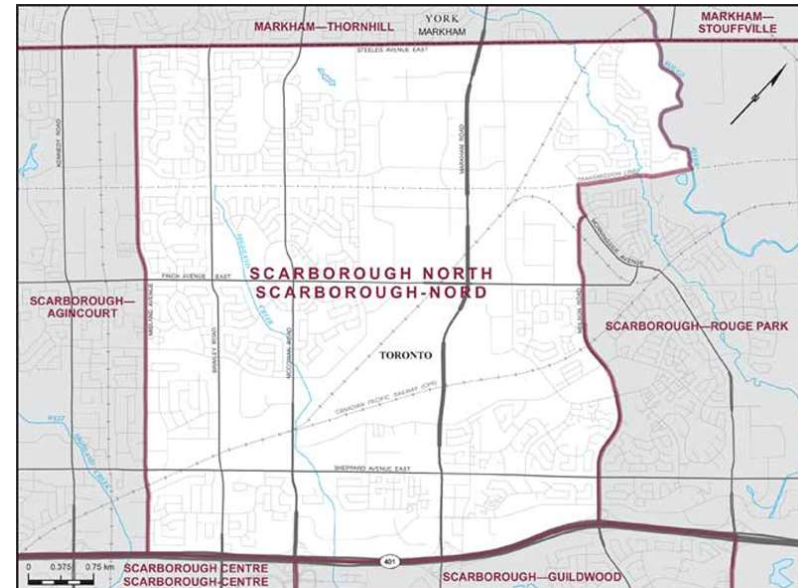 MARKHAM—THORNHILL
YORK
MARKHAM
MARKHAM—
STOUFFVILLE
STEELES AVENUE EAST
KENNEDY ROAD
MARKHAM ROAD
TRANSMISSION LINE
MORNINGSIDE AVENUE
FINCH AVENUE EAST
SCARBOROUGH NORTH
SCARBOROUGH-NORD
SCARBOROUGH—
AGINCOURT
MIDLAND AVENUE
BRIMLEY ROAD
MCCOWAN ROAD
NEILSON ROAD
SCARBOROUGH—ROUGE PARK
TORONTO
CANADIAN PACIFIC RAILWAY (CPR)
SHEPPARD AVENUE EAST
WEST
HIGHLAND CREEK
401
0 0.375 0.75 km
SCARBOROUGH CENTRE
SCARBOROUGH-CENTRE
SCARBOROUGH—GUILDWOOD